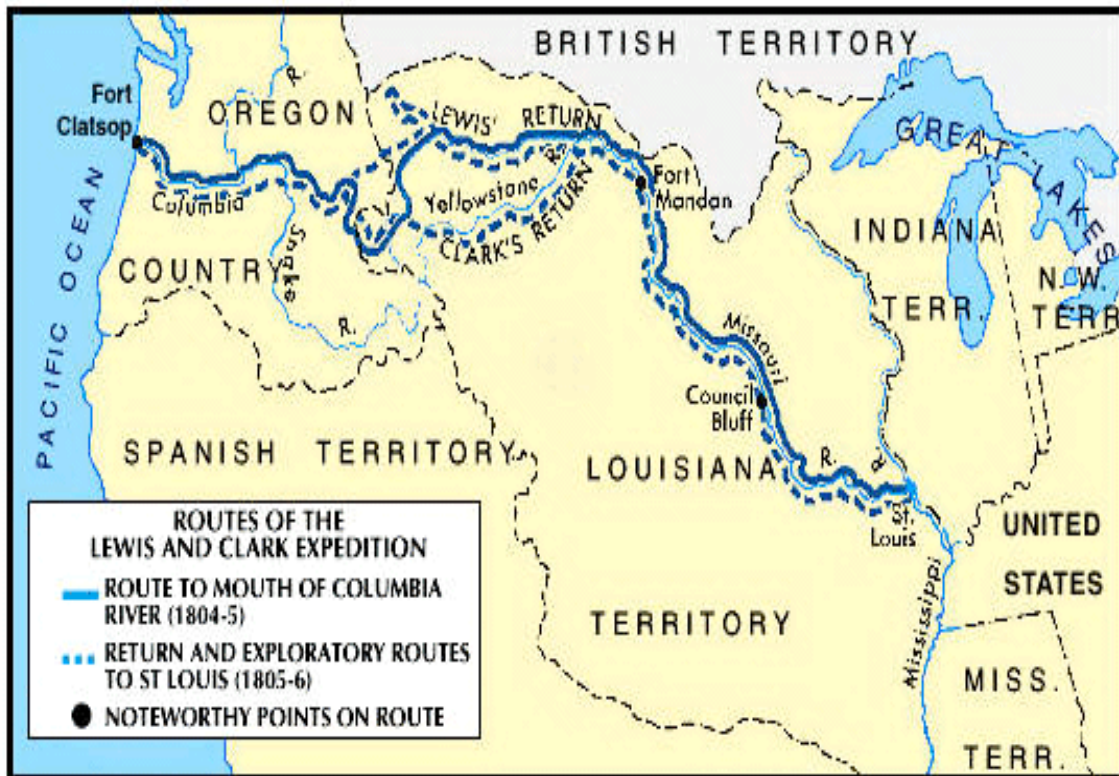 BRITISH TERRITORY
Fort
Clatsop
OREGON
R.
LEWIS' RETURN
GREAT LAKES
Columbia
Yellowstone
R.
CLARK'S RETURN
Fort
Mandan
PACIFIC OCEAN
COUNTRY
Snake
R.
INDIANA
TERR.
N. W.
TERR
Missouri
R.
Council
Bluff
SPANISH TERRITORY
LOUISIANA
R.
St.
Louis
UNITED
STATES
TERRITORY
Mississippi
MISS.
TERR.
ROUTES OF THE
LEWIS AND CLARK EXPEDITION
ROUTE TO MOUTH OF COLUMBIA
RIVER (1804-5)
RETURN AND EXPLORATORY ROUTES
TO ST LOUIS (1805-6)
NOTEWORTHY POINTS ON ROUTE